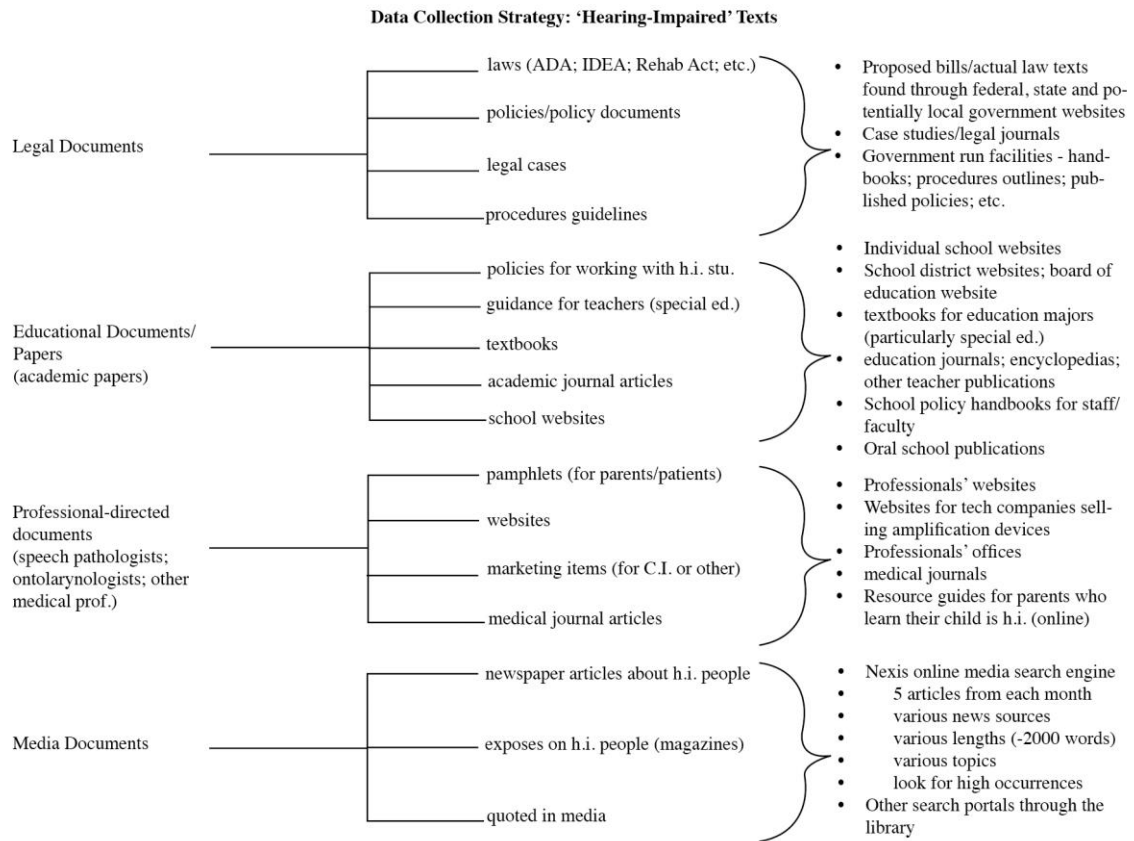 Data Collection Strategy: ‘Hearing-Impaired’ Texts
Legal Documents
laws (ADA; IDEA; Rehab Act; etc.)
policies/policy documents
legal cases
procedures guidelines
• Proposed bills/actual law texts
found through federal, state and po-
tentially local government websites
• Case studies/legal journals
• Government run facilities - hand-
books; procedures outlines; pub-
lished policies; etc.
Educational Documents/
Papers
(academic papers)
policies for working with h.i. stu.
guidance for teachers (special ed.)
textbooks
academic journal articles
school websites
• Individual school websites
• School district websites; board of
education website
• textbooks for education majors
(particularly special ed.)
• education journals; encyclopedias;
other teacher publications
• School policy handbooks for staff/
faculty
• Oral school publications
Professional-directed
documents
(speech pathologists;
ontolarynologists; other
medical prof.)
pamphlets (for parents/patients)
websites
marketing items (for C.I. or other)
medical journal articles
• Professionals’ websites
• Websites for tech companies sell-
ing amplification devices
• Professionals’ offices
• medical journals
• Resource guides for parents who
learn their child is h.i. (online)
Media Documents
newspaper articles about h.i. people
exposes on h.i. people (magazines)
quoted in media
• Nexis online media search engine
• 5 articles from each month
• various news sources
• various lengths (-2000 words)
• various topics
• look for high occurrences
• Other search portals through the
library